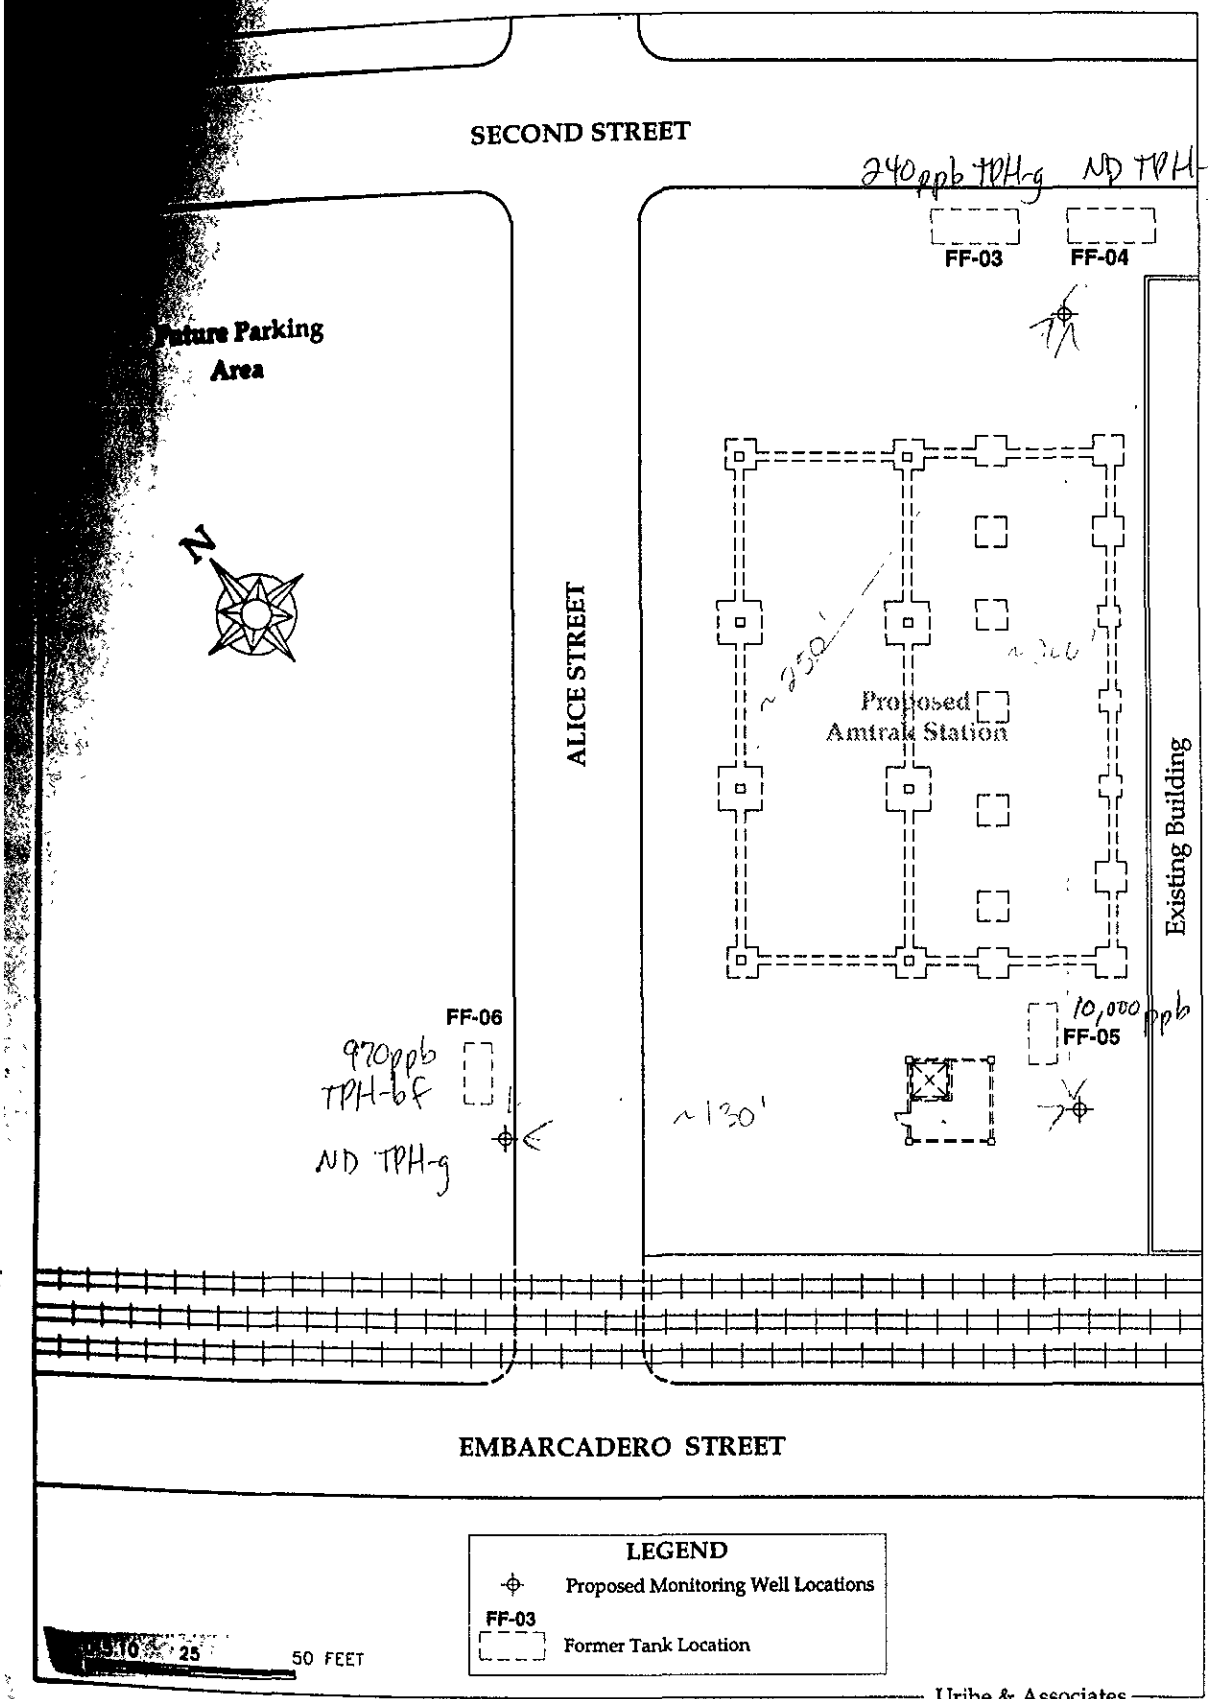 SECOND STREET
240ppb TPH-g ND TPH-
FF-03 FF-04
Future Parking
Area
N
ALICE STREET
~250'
Proposed
Amtrak Station
Existing Building
FF-06
970ppb
TPH-bf
ND TPH-g
~130'
10,000 ppb
FF-05
EMBARCADERO STREET
LEGEND
Proposed Monitoring Well Locations
FF-03
Former Tank Location
10 25 50 FEET
Uribe & Associates